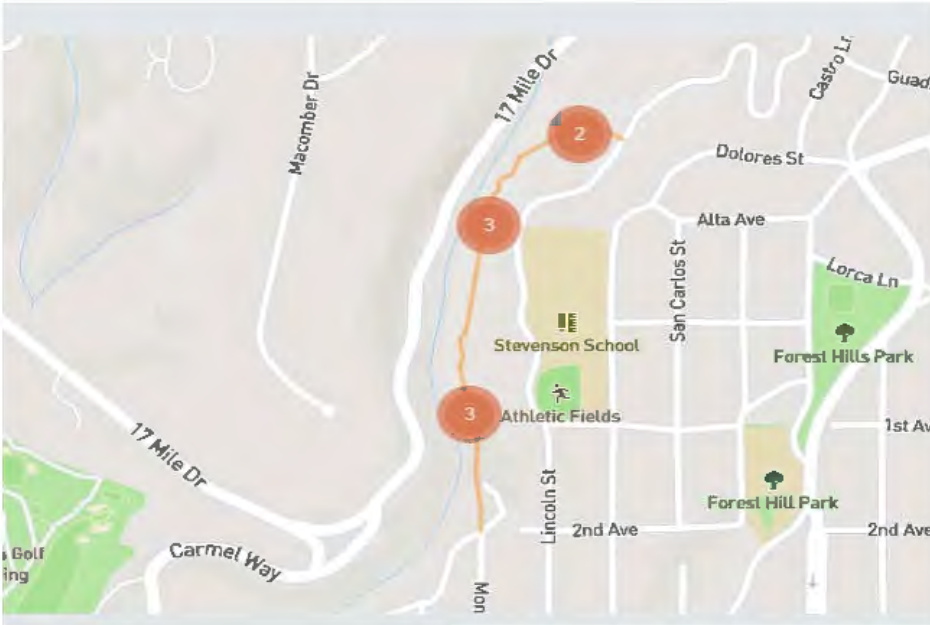 17 Mile Dr
Macomber Dr
Castro Ln
Guad
2
Dolores St
3
Alta Ave
San Carlos St
Lorca Ln
Stevenson School
Forest Hills Park
3
Athletic Fields
1st Av
17 Mile Dr
Forest Hill Park
Lincoln St
2nd Ave
2nd Ave
Golf
ing
Carmel Way
Mon